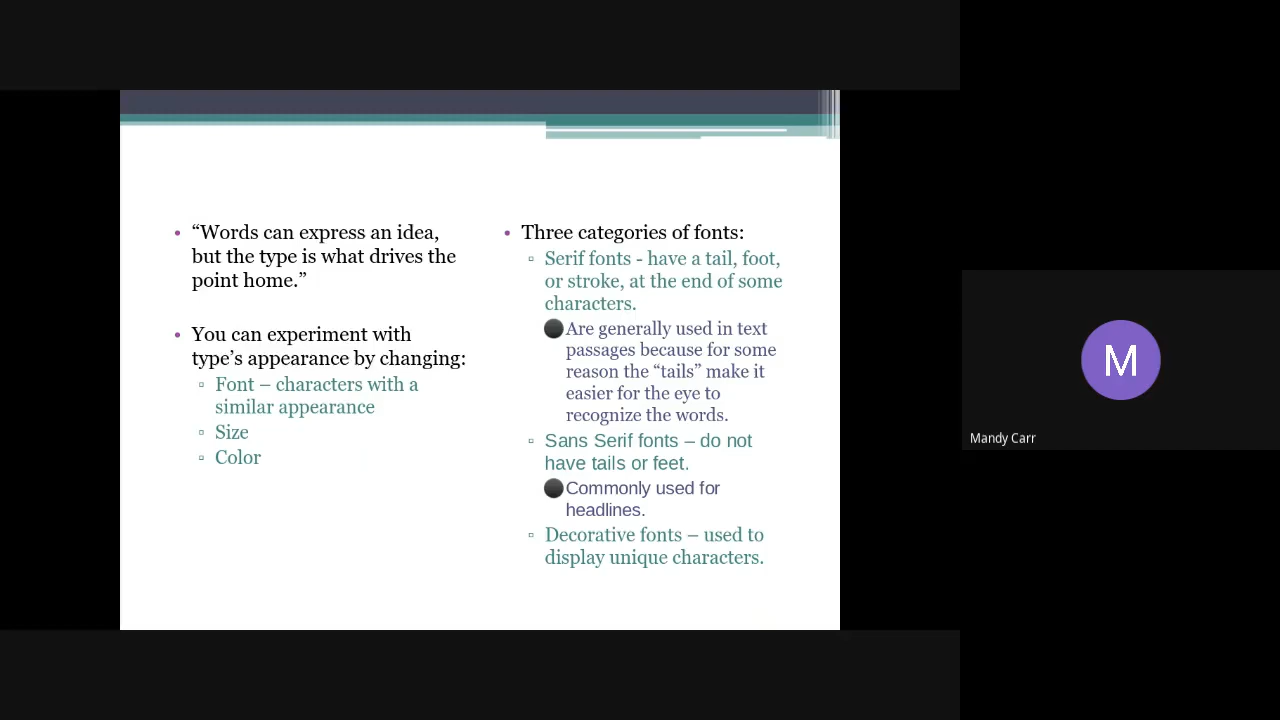 “Words can express an idea,
but the type is what drives the
point home.”
You can experiment with
type’s appearance by changing:
Font – characters with a
similar appearance
Size
Color
Three categories of fonts:
Serif fonts - have a tail, foot,
or stroke, at the end of some
characters.
Are generally used in text
passages because for some
reason the “tails” make it
easier for the eye to
recognize the words.
Sans Serif fonts – do not
have tails or feet.
Commonly used for
headlines.
Decorative fonts – used to
display unique characters.
M
Mandy Carr